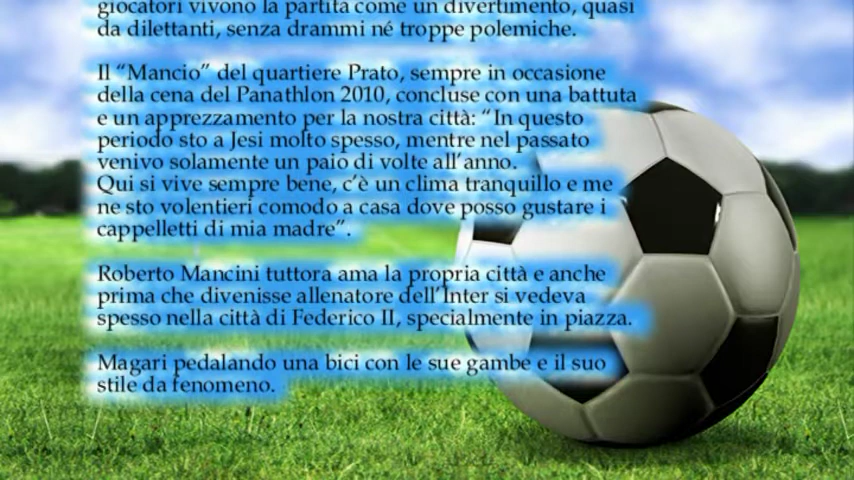 giocatori vivono la partita come un divertimento, quasi
da dilettanti, senza drammi né troppe polemiche.
Il “Mancio” del quartiere Prato, sempre in occasione
della cena del Panathlon 2010, concluse con una battuta
e un apprezzamento per la nostra città: “In questo
periodo sto a Jesi molto spesso, mentre nel passato
venivo solamente un paio di volte all’anno.
Qui si vive sempre bene, c’è un clima tranquillo e me
ne sto volentieri comodo a casa dove posso gustare i
cappelletti di mia madre”.
Roberto Mancini tuttora ama la propria città e anche
prima che divenisse allenatore dell’Inter si vedeva
spesso nella città di Federico II, specialmente in piazza.
Magari pedalando una bici con le sue gambe e il suo
stile da fenomeno.